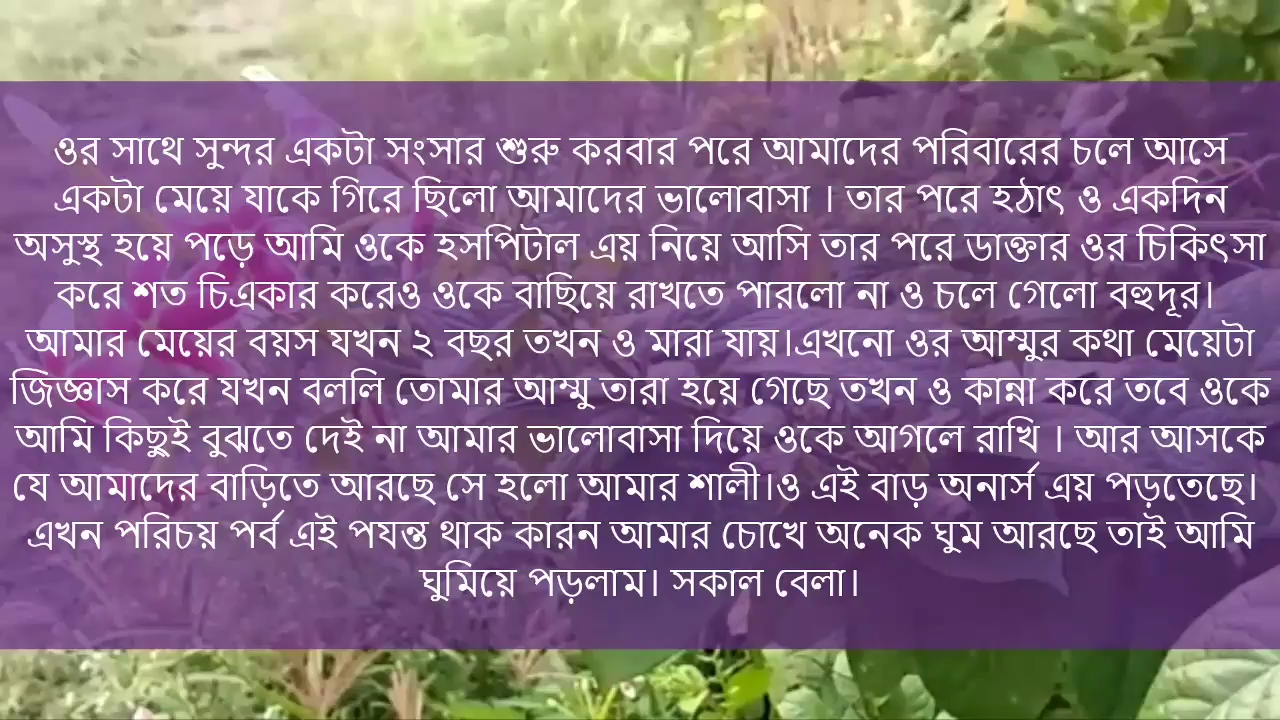 ওর সাথে সুন্দর একটা সংসার শুরু করবার পরে আমাদের পরিবারের চলে আসে
একটা মেয়ে যাকে গিরে ছিলো আমাদের ভালোবাসা । তার পরে হঠাৎ ও একদিন
অসুস্থ হয়ে পড়ে আমি ওকে হসপিটাল এয় নিয়ে আসি তার পরে ডাক্তার ওর চিকিৎসা
করে শত চিএকার করেও ওকে বাছিয়ে রাখতে পারলো না ও চলে গেলো বহুদূর।
আমার মেয়ের বয়স যখন ২ বছর তখন ও মারা যায়।এখনো ওর আম্মুর কথা মেয়েটা
জিজ্ঞাস করে যখন বললি তোমার আম্মু তারা হয়ে গেছে তখন ও কান্না করে তবে ওকে
আমি কিছুই বুঝতে দেই না আমার ভালোবাসা দিয়ে ওকে আগলে রাখি । আর আসকে
যে আমাদের বাড়িতে আরছে সে হলো আমার শালী।ও এই বাড় অনার্স এয় পড়তেছে।
এখন পরিচয় পর্ব এই পযন্ত থাক কারন আমার চোখে অনেক ঘুম আরছে তাই আমি
ঘুমিয়ে পড়লাম। সকাল বেলা।